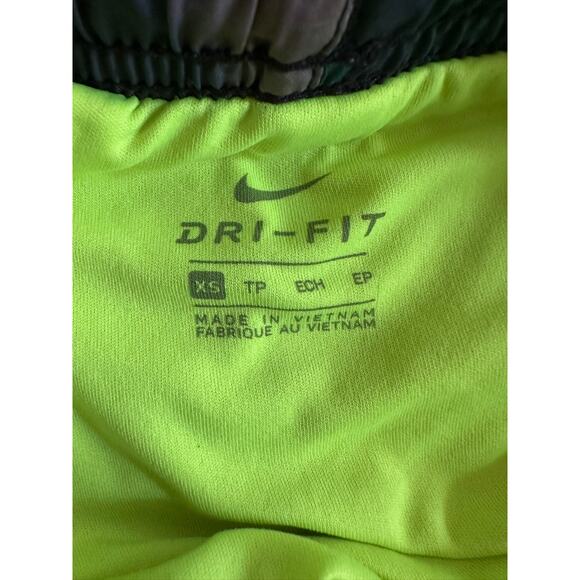 DRI-FIT
XS TP ECH EP
MADE IN VIETNAM
FABRIQUE AU VIETNAM